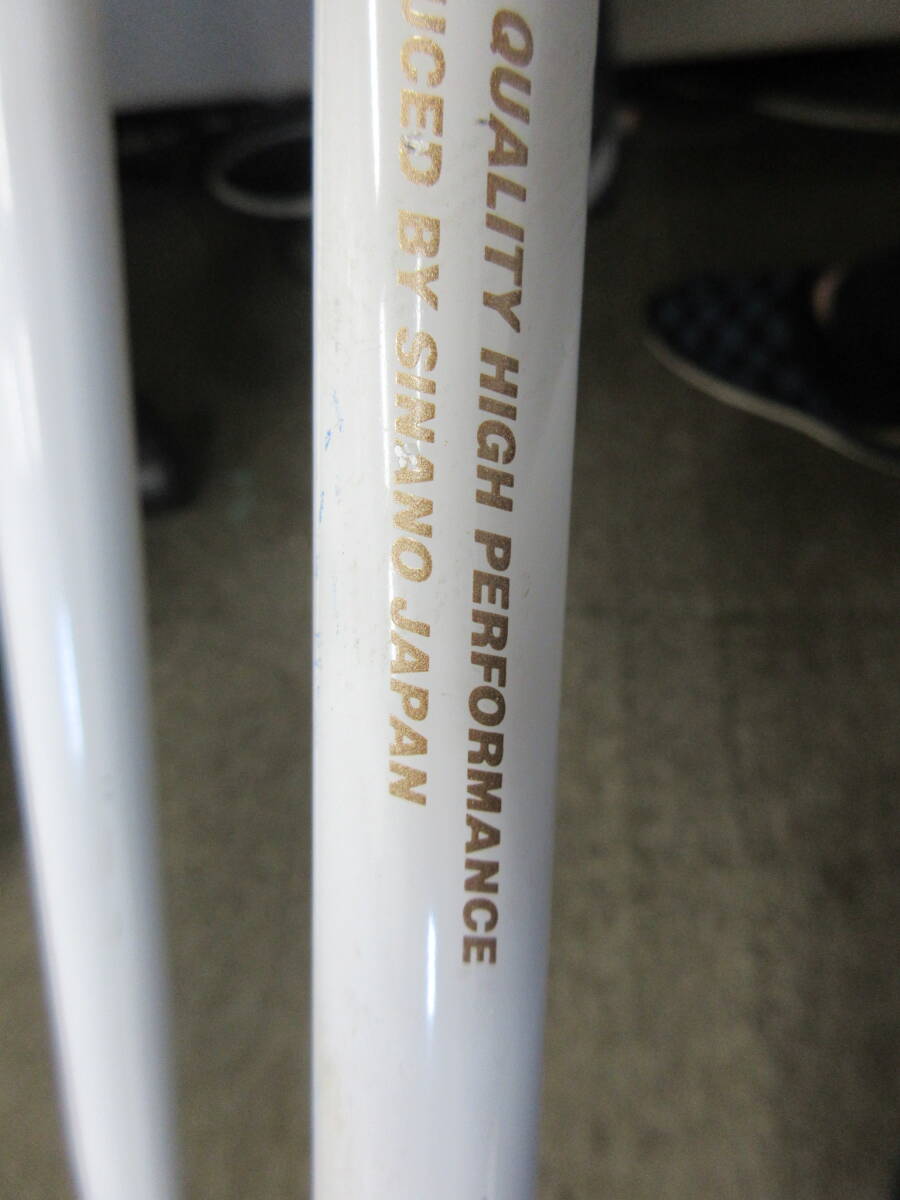 QUALITY HIGH PERFORMANCE
UCED BY SINANO JAPAN